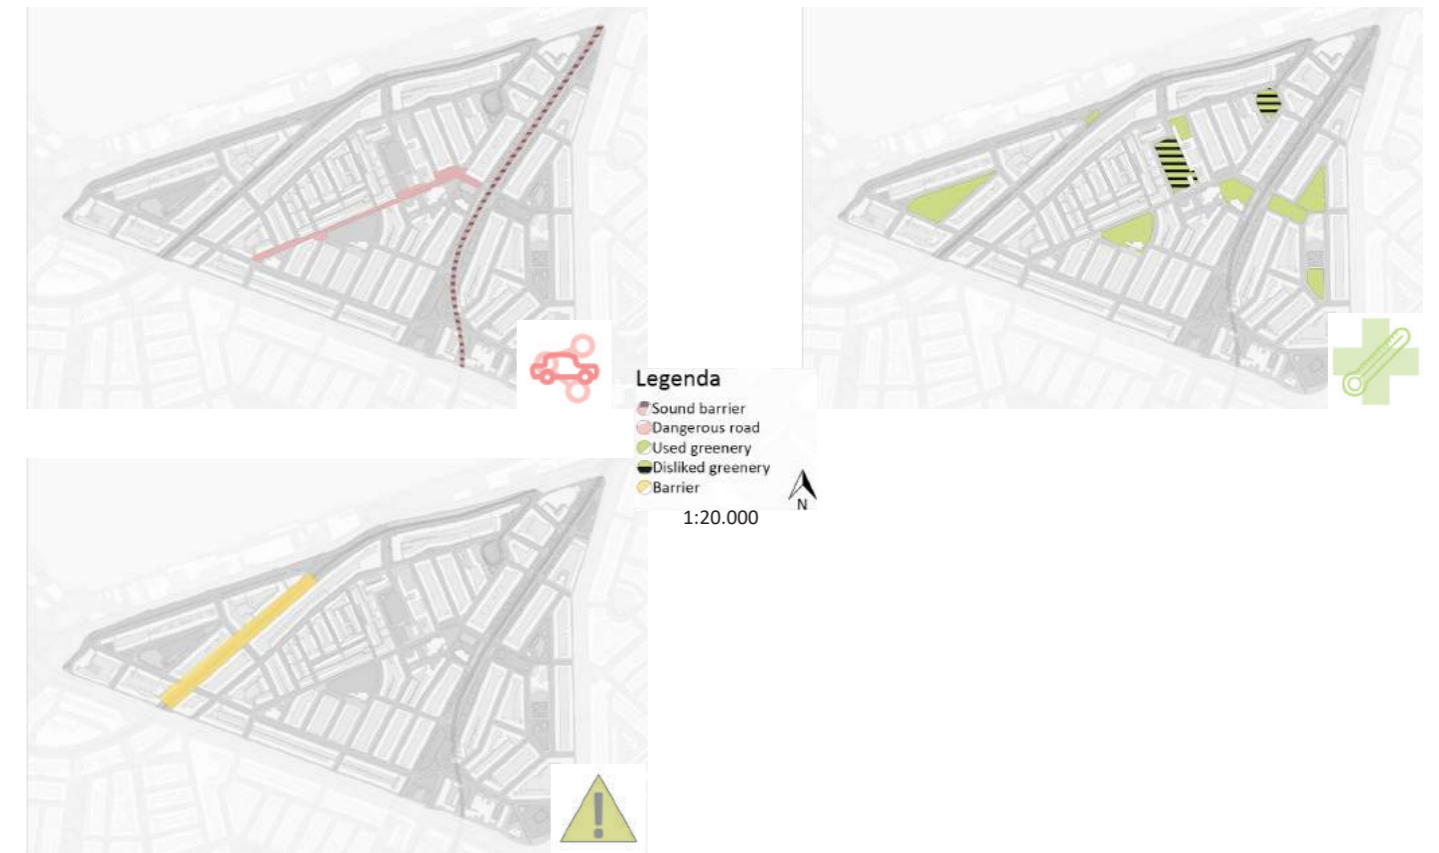 Legenda
Sound barrier
Dangerous road
Used greenery
Disliked greenery
Barrier
N
1:20.000